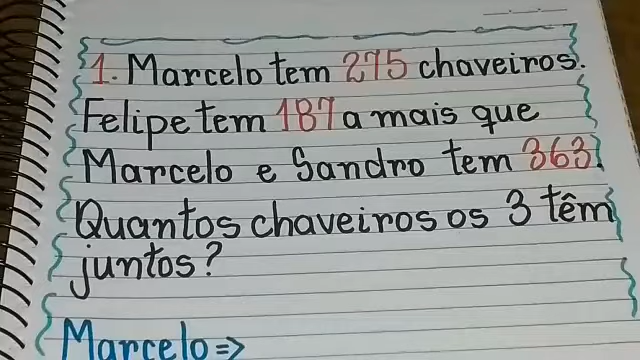 1. Marcelo tem 275 chaveiros.
Felipe tem 187 a mais que
Marcelo e Sandro tem 363.
Quantos chaveiros os 3 têm
juntos?
Marcelo=>